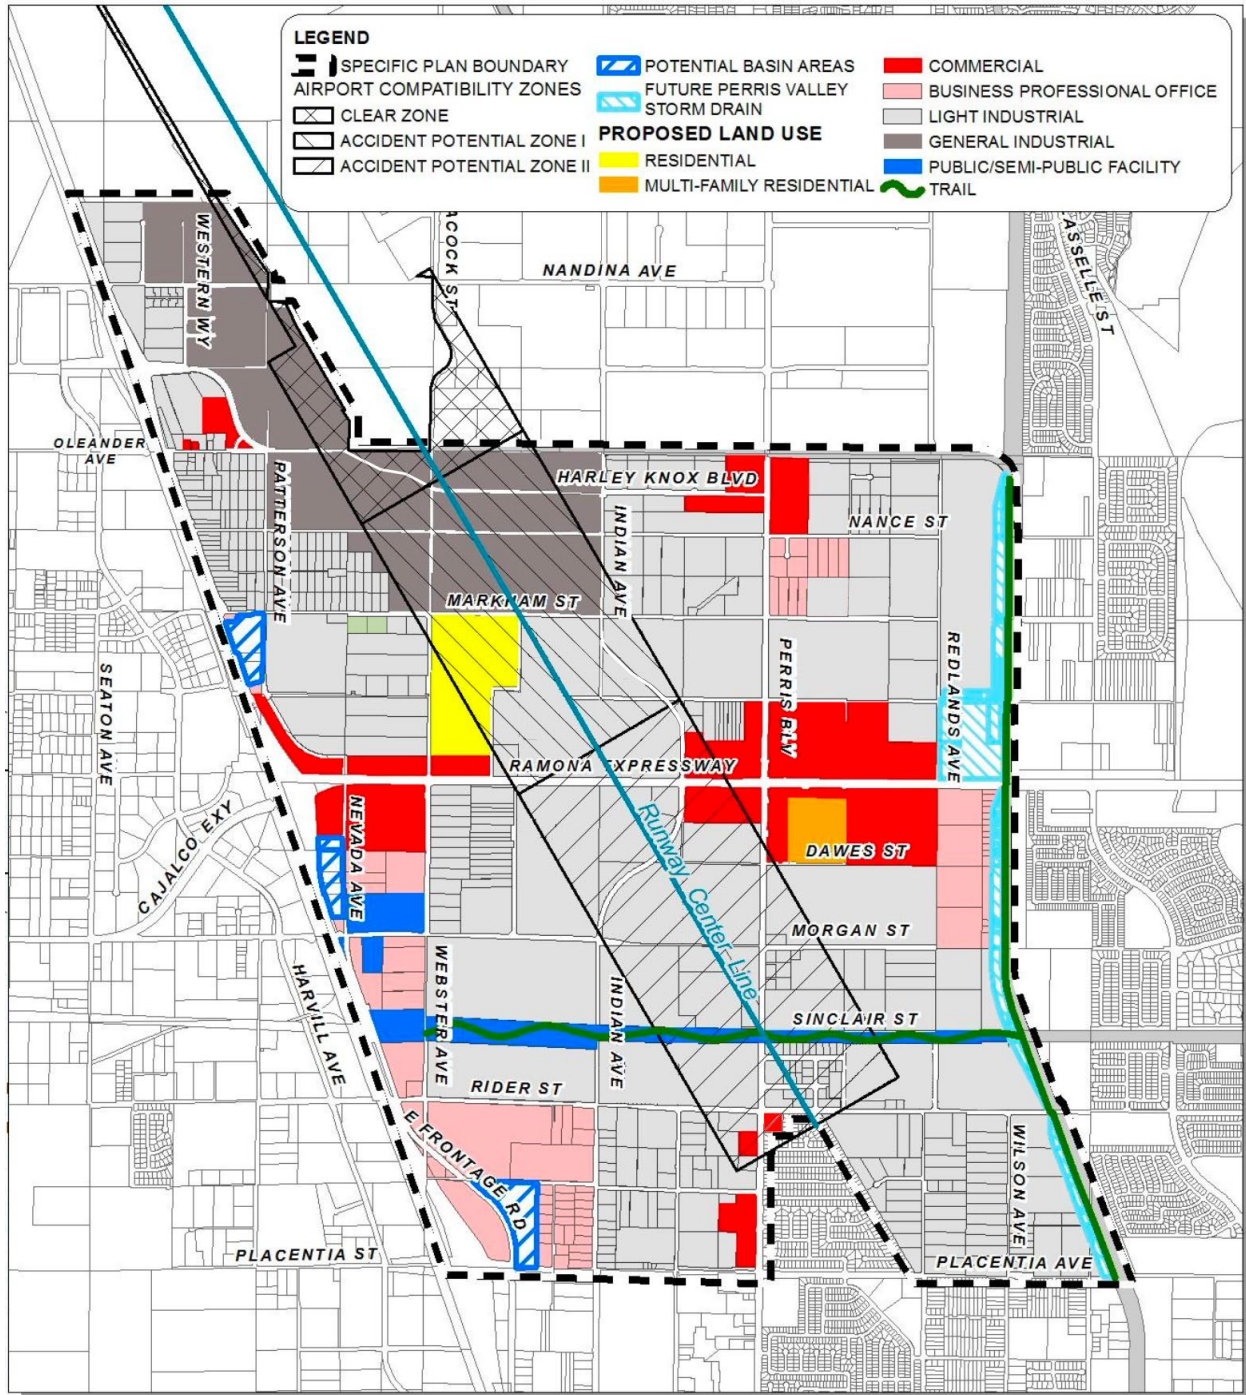 LEGEND
SPECIFIC PLAN BOUNDARY
AIRPORT COMPATIBILITY ZONES
CLEAR ZONE
ACCIDENT POTENTIAL ZONE I
ACCIDENT POTENTIAL ZONE II
POTENTIAL BASIN AREAS
FUTURE PERRIS VALLEY
STORM DRAIN
PROPOSED LAND USE
RESIDENTIAL
MULTI-FAMILY RESIDENTIAL
COMMERCIAL
BUSINESS PROFESSIONAL OFFICE
LIGHT INDUSTRIAL
GENERAL INDUSTRIAL
PUBLIC/SEMI-PUBLIC FACILITY
TRAIL
WESTERN WY
ACOCK ST
NANDINA AVE
ASSELLE ST
OLEANDER
AVE
PATTERSON AVE
HARLEY KNOX BLVD
INDIAN AVE
NANCE ST
MARKHAM ST
SEATON AVE
PERRIS BLV
REDLANDS AVE
RAMONA EXPRESSWAY
CAJALCO EXY
NEVADA AVE
Runway Center Line
DAWES ST
MORGAN ST
HARVILL AVE
WEBSTER AVE
INDIAN AVE
SINCLAIR ST
RIDER ST
E FRONTAGE RD
WILSON AVE
PLACENTIA ST
PLACENTIA AVE